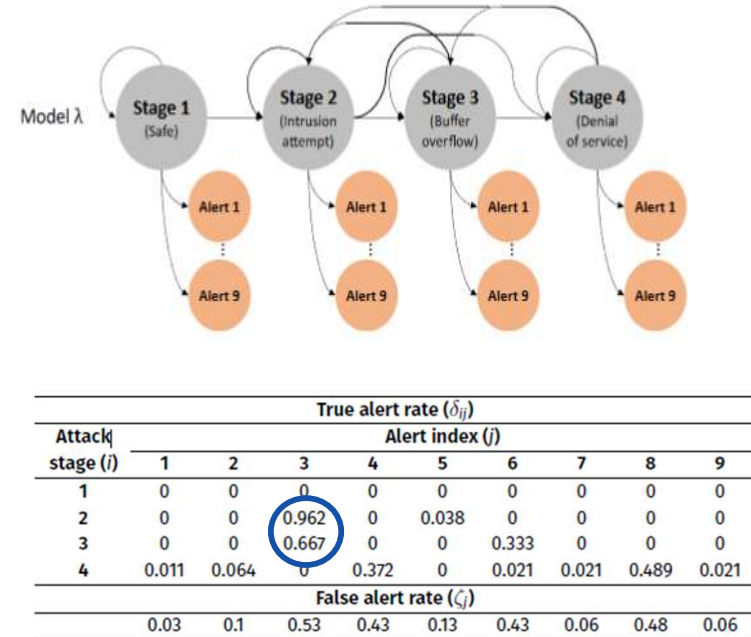 Model λ
Stage 1
(Safe)
Stage 2
(Intrusion
attempt)
Stage 3
(Buffer
overflow)
Stage 4
(Denial
of service)
Alert 1
Alert 9
Alert 1
Alert 9
Alert 1
Alert 9
Alert 1
Alert 9
True alert rate (δij)
Attack Alert index (j)
stage (i) 1 2 3 4 5 6 7 8 9
1 0 0 0 0 0 0 0 0 0
2 0 0 0.962 0 0.038 0 0 0 0
3 0 0 0.667 0 0 0.333 0 0 0
4 0.011 0.064 0 0.372 0 0.021 0.021 0.489 0.021
False alert rate (ζj)
0.03 0.1 0.53 0.43 0.13 0.43 0.06 0.48 0.06